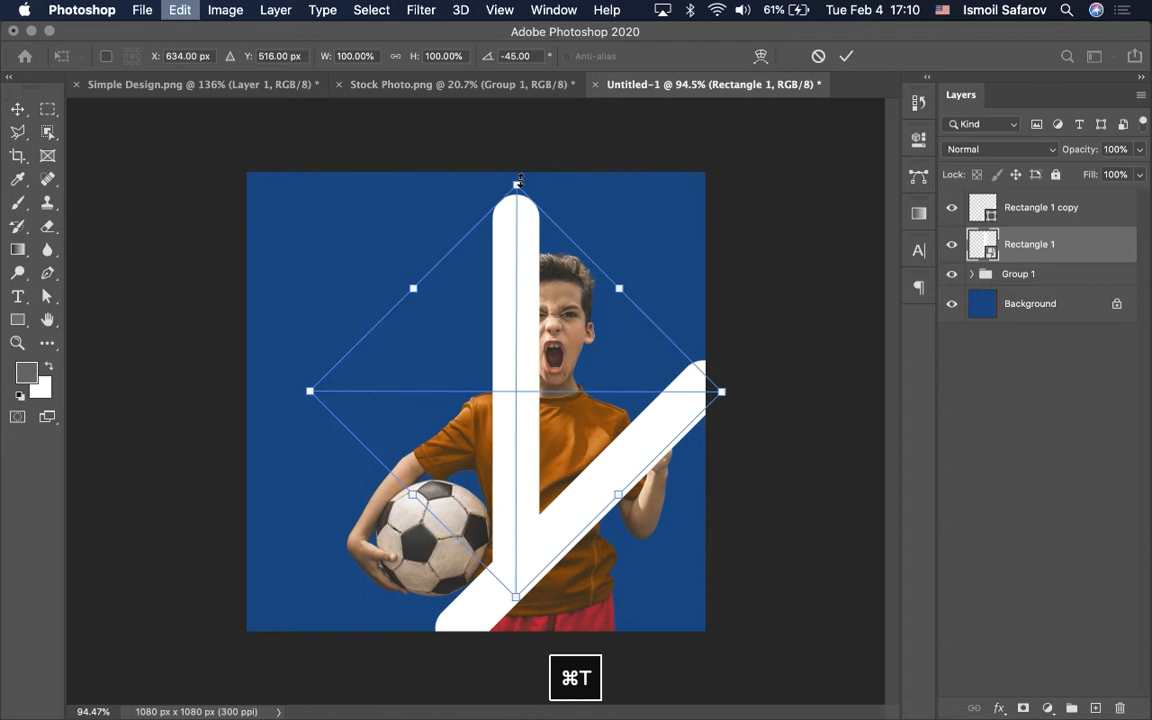 Photoshop File Edit Image Layer Type Select Filter 3D View Window Help 61% Tue Feb 4 17:10 Ismoil Safarov
Adobe Photoshop 2020
X: 634.00 px Y: 516.00 px W: 100.00% H: 100.00% -45.00 ° Anti-alias
Simple Design.png @ 136% (Layer 1, RGB/8) * Stock Photo.png @ 20.7% (Group 1, RGB/8) * Untitled-1 @ 94.5% (Rectangle 1, RGB/8) *
Layers
Kind
Normal Opacity: 100%
Lock: Fill: 100%
Rectangle 1 copy
Rectangle 1
Group 1
Background
⌘T
94.47% 1080 px x 1080 px (300 ppi)